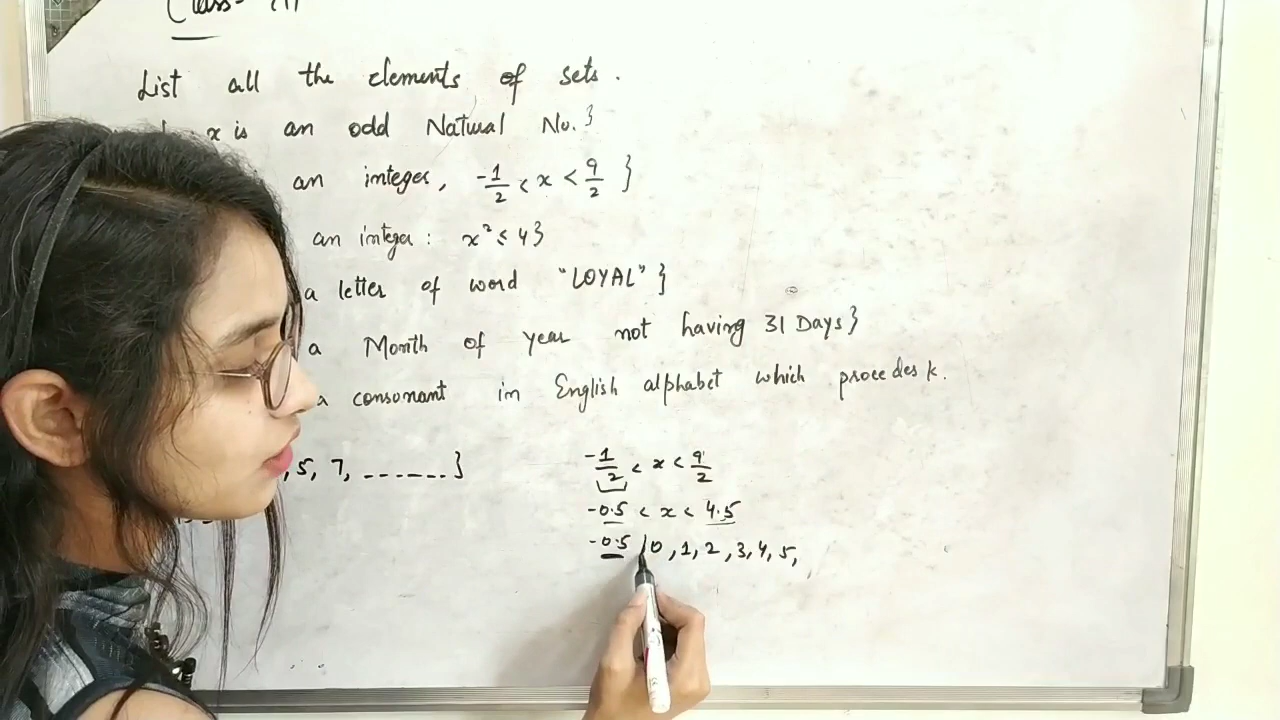 List all the elements of sets.
x is an odd Natural No.}
an integer, -1/2 < x < 9/2 }
an integer : x² ≤ 4}
a letter of word "LOYAL"}
a Month of year not having 31 Days}
a consonant in English alphabet which procedes k.
, 5, 7, ------}
-1/2 < x < 9/2
-0.5 < x < 4.5
-0.5 / 0, 1, 2, 3, 4, 5,